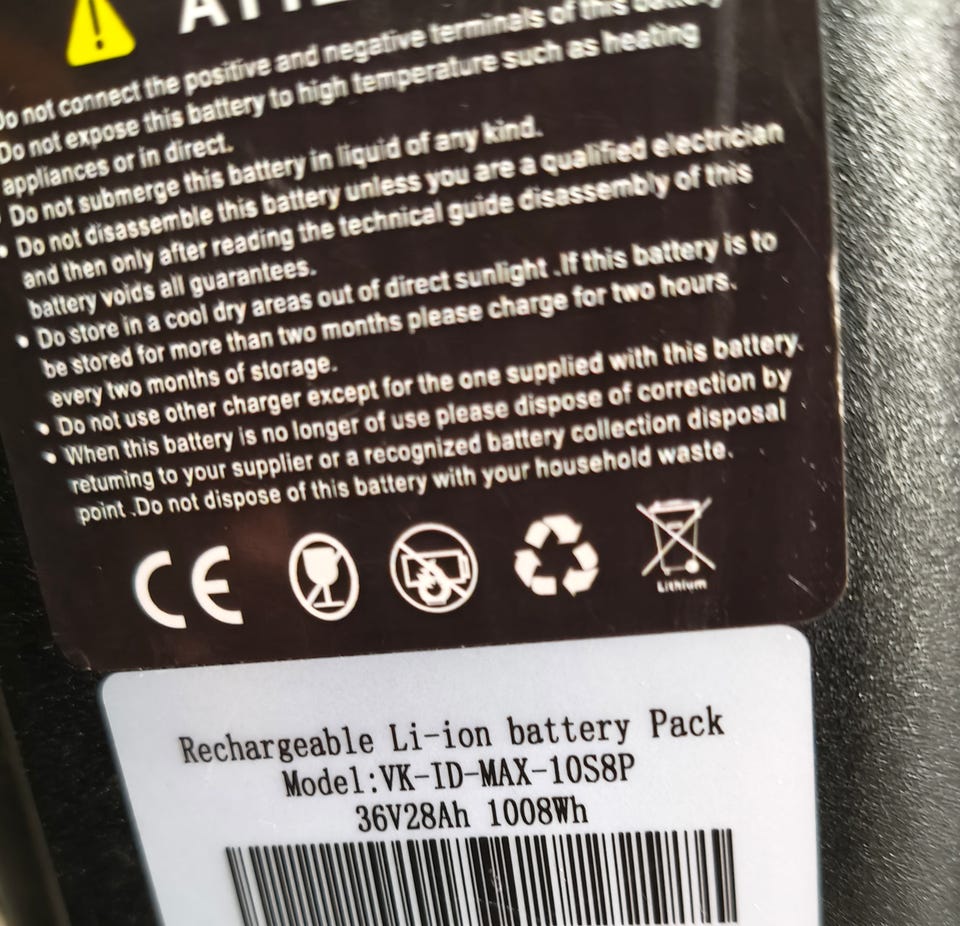 Do not connect the positive and negative terminals of this battery
Do not expose this battery to high temperature such as heating
appliances or in direct.
Do not submerge this battery in liquid of any kind.
• Do not disassemble this battery unless you are a qualified electrician
and then only after reading the technical guide disassembly of this
battery voids all guarantees.
• Do store in a cool dry areas out of direct sunlight .If this battery is to
be stored for more than two months please charge for two hours.
every two months of storage.
• Do not use other charger except for the one supplied with this battery.
• When this battery is no longer of use please dispose of correction by
returning to your supplier or a recognized battery collection disposal
point .Do not dispose of this battery with your household waste.
CE
Lithium
Rechargeable Li-ion battery Pack
Model:VK-ID-MAX-10S8P
36V28Ah 1008Wh